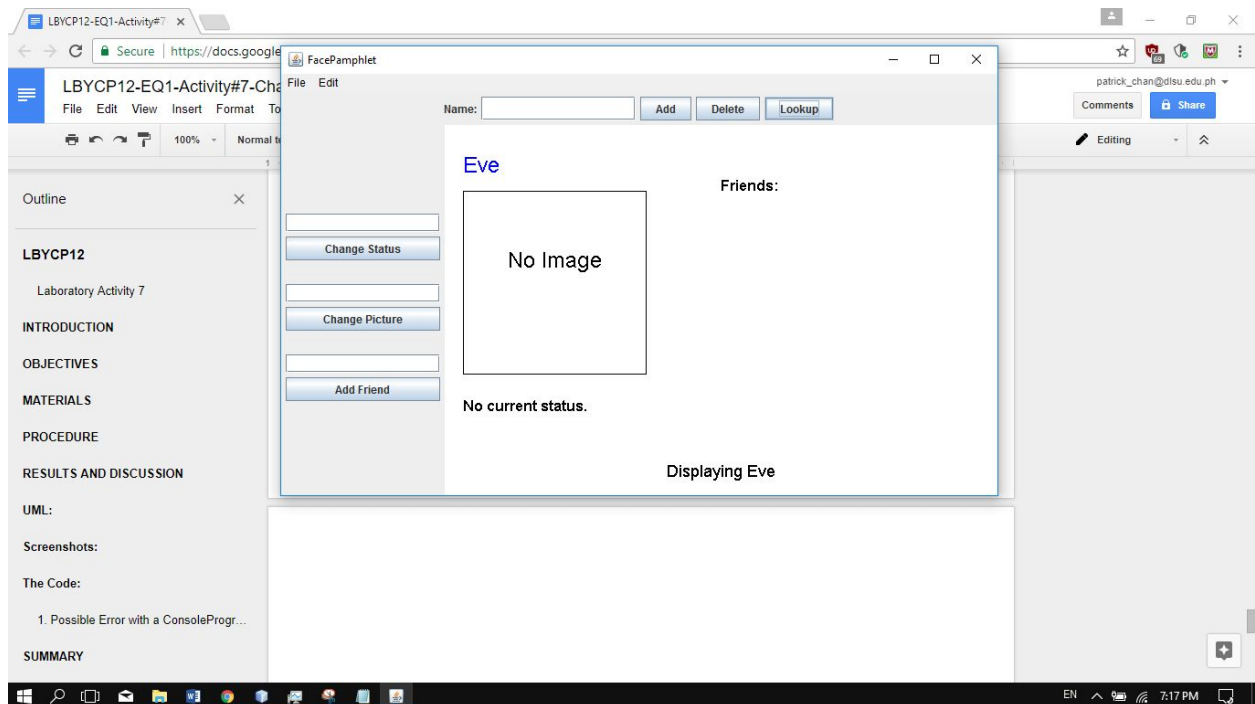 LBYCP12-EQ1-Activity#7
Secure
https://docs.google
69
LBYCP12-EQ1-Activity#7-Cha
File Edit View Insert Format To
patrick_chan@dlsu.edu.ph
Comments
Share
100%
Normal t
Editing
1
Outline
LBYCP12
Laboratory Activity 7
INTRODUCTION
OBJECTIVES
MATERIALS
PROCEDURE
RESULTS AND DISCUSSION
UML:
Screenshots:
The Code:
1. Possible Error with a ConsoleProgr...
SUMMARY
FacePamphlet
File Edit
Name:
Add
Delete
Lookup
Change Status
Change Picture
Add Friend
Eve
No Image
No current status.
Friends:
Displaying Eve
EN
7:17 PM